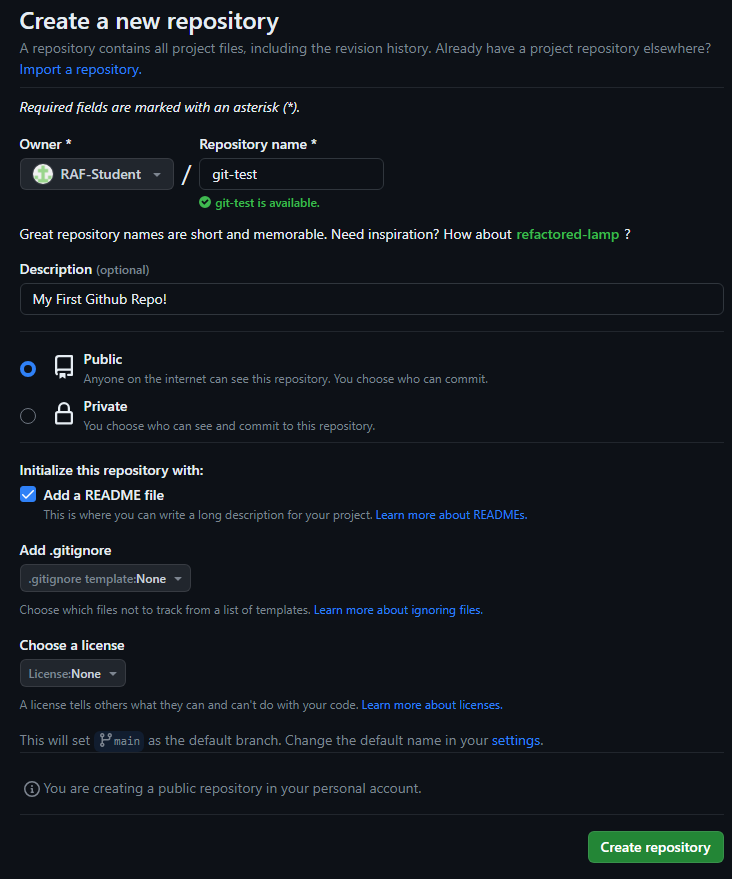 Create a new repository
A repository contains all project files, including the revision history. Already have a project repository elsewhere?
Import a repository.
Required fields are marked with an asterisk (*).
Owner * Repository name *
RAF-Student / git-test
git-test is available.
Great repository names are short and memorable. Need inspiration? How about refactored-lamp ?
Description (optional)
My First Github Repo!
Public
Anyone on the internet can see this repository. You choose who can commit.
Private
You choose who can see and commit to this repository.
Initialize this repository with:
Add a README file
This is where you can write a long description for your project. Learn more about READMEs.
Add .gitignore
.gitignore template:None
Choose which files not to track from a list of templates. Learn more about ignoring files.
Choose a license
License:None
A license tells others what they can and can't do with your code. Learn more about licenses.
This will set main as the default branch. Change the default name in your settings.
You are creating a public repository in your personal account.
Create repository